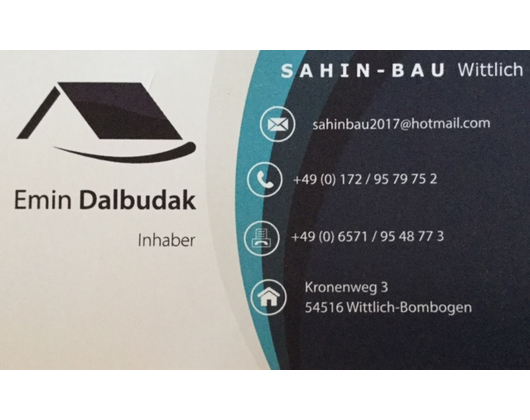 SAHIN-BAU Wittlich
sahinbau2017@hotmail.com
+49 (0) 172 / 95 79 75 2
+49 (0) 6571 / 95 48 77 3
Kronenweg 3
54516 Wittlich-Bombogen
Emin Dalbudak
Inhaber